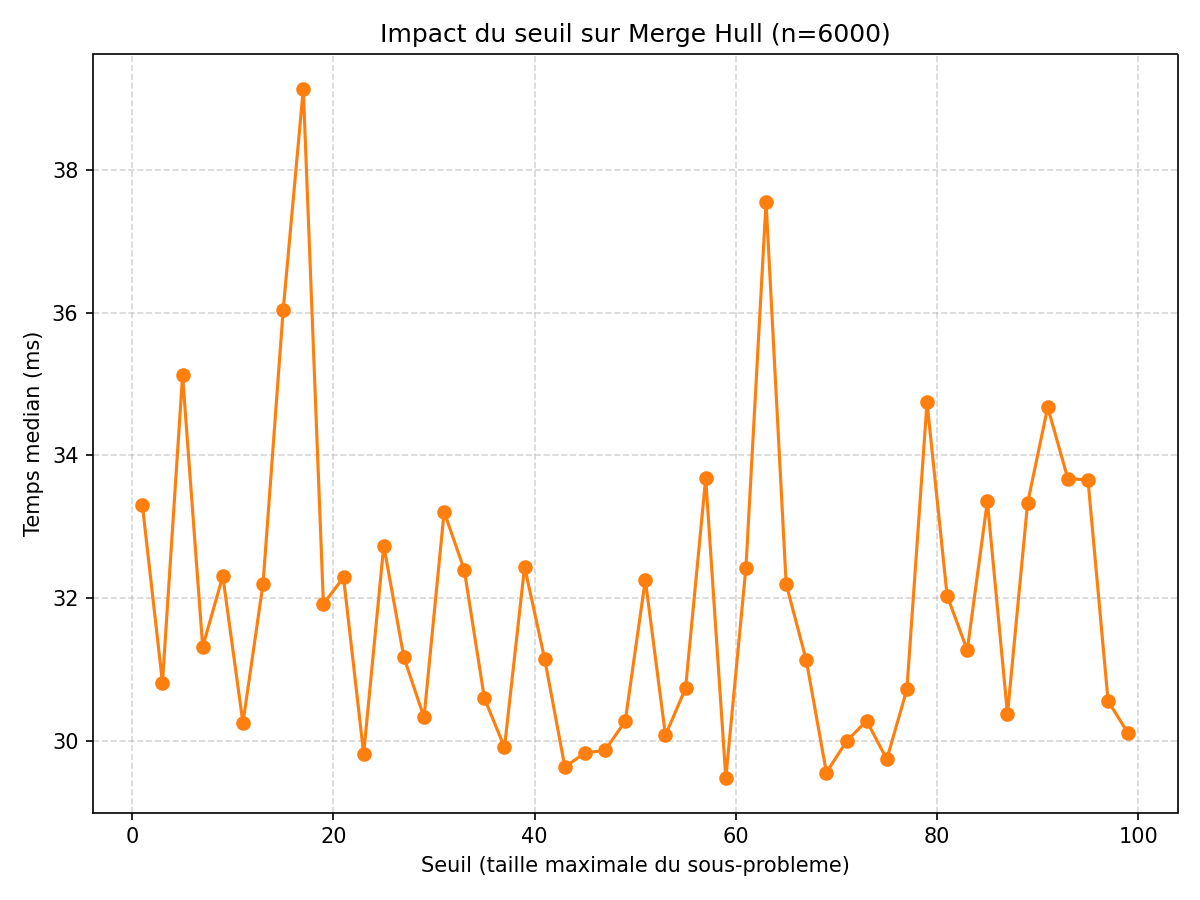 Impact du seuil sur Merge Hull (n=6000)
Temps median (ms)
38
36
34
32
30
0 20 40 60 80 100
Seuil (taille maximale du sous-probleme)